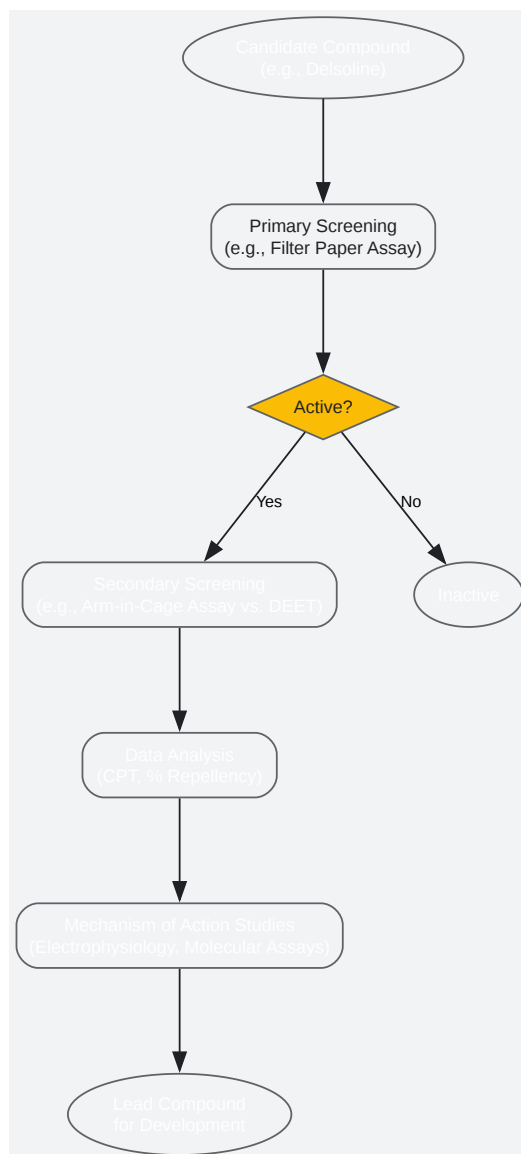 Candidate Compound
(e.g., Delsoline)
Primary Screening
(e.g., Filter Paper Assay)
Active?
Yes
No
Secondary Screening
(e.g., Arm-in-Cage Assay vs. DEET)
Inactive
Data Analysis
(CPT, % Repellency)
Mechanism of Action Studies
(Electrophysiology, Molecular Assays)
Lead Compound
for Development